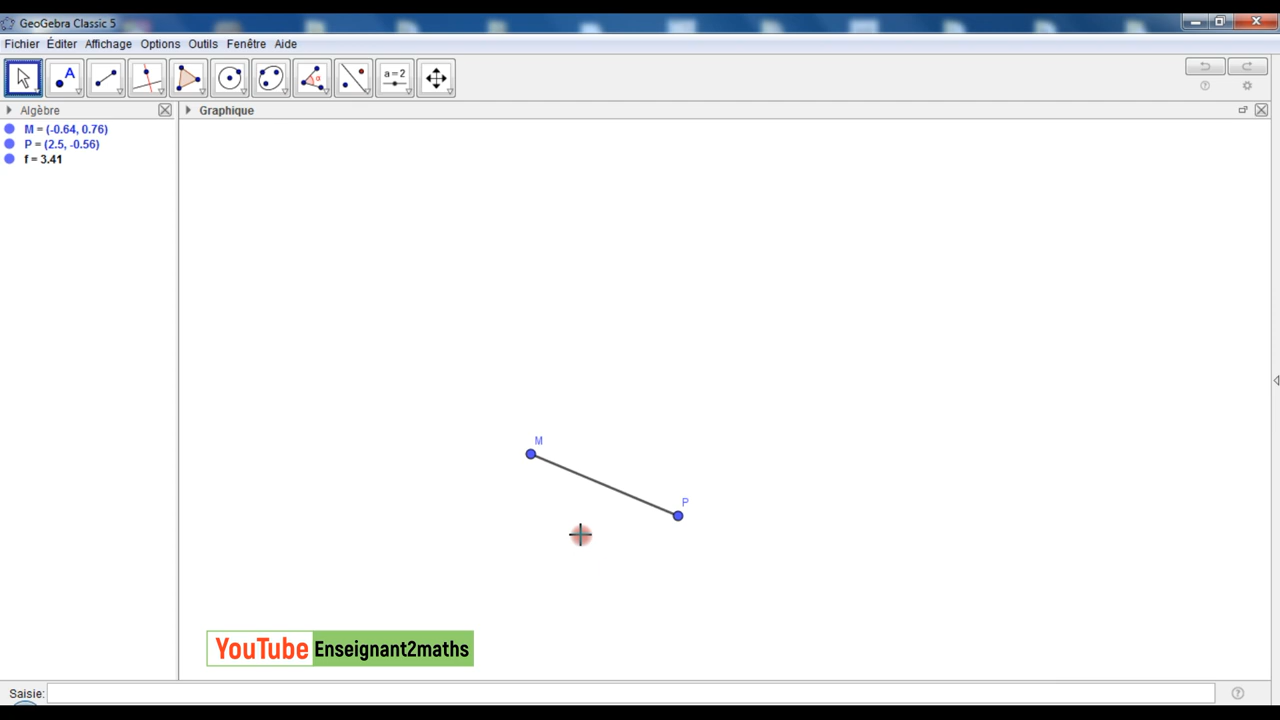 GeoGebra Classic 5
Fichier Éditer Affichage Options Outils Fenêtre Aide
A
α
a=2
Algèbre
Graphique
M = (-0.64, 0.76)
P = (2.5, -0.56)
f = 3.41
M
P
YouTube Enseignant2maths
Saisie: